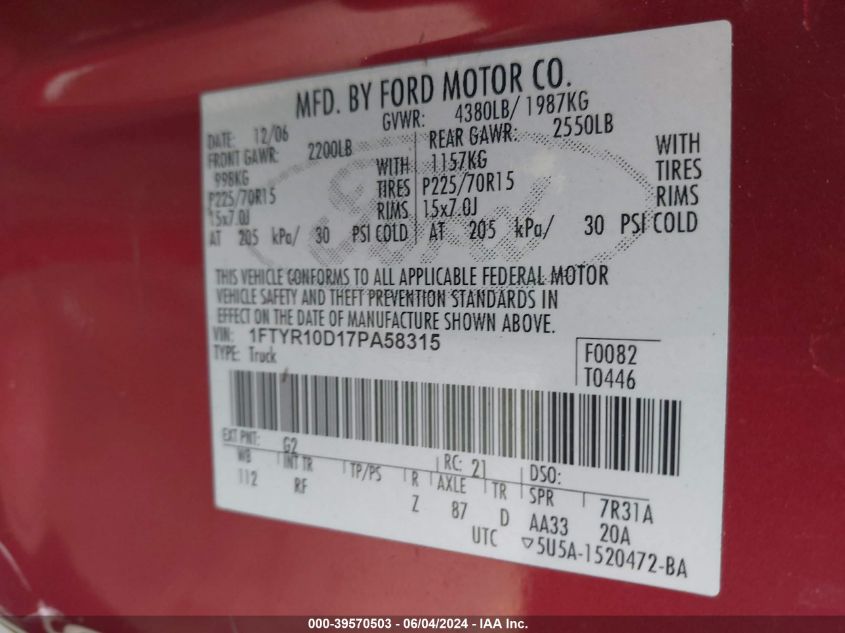 MFD. BY FORD MOTOR CO.
DATE: 12/06 GVWR: 4380LB/ 1987KG
FRONT GAWR: 2200LB REAR GAWR: 2550LB
998KG WITH 1157KG WITH
P225/70R15 TIRES P225/70R15 TIRES
15x7.0J RIMS 15x7.0J RIMS
AT 205 kPa/ 30 PSI COLD AT 205 kPa/ 30 PSI COLD
THIS VEHICLE CONFORMS TO ALL APPLICABLE FEDERAL MOTOR
VEHICLE SAFETY AND THEFT PREVENTION STANDARDS IN
EFFECT ON THE DATE OF MANUFACTURE SHOWN ABOVE.
VIN: 1FTYR10D17PA58315
TYPE: Truck
F0082
T0446
EXT PNT: G2 RC: 21 DSO:
WB INT TR TP/PS R AXLE TR SPR 7R31A
112 RF Z 87 D AA33 20A
UTC ▽5U5A-1520472-BA
000-39570503 - 06/04/2024 - IAA Inc.